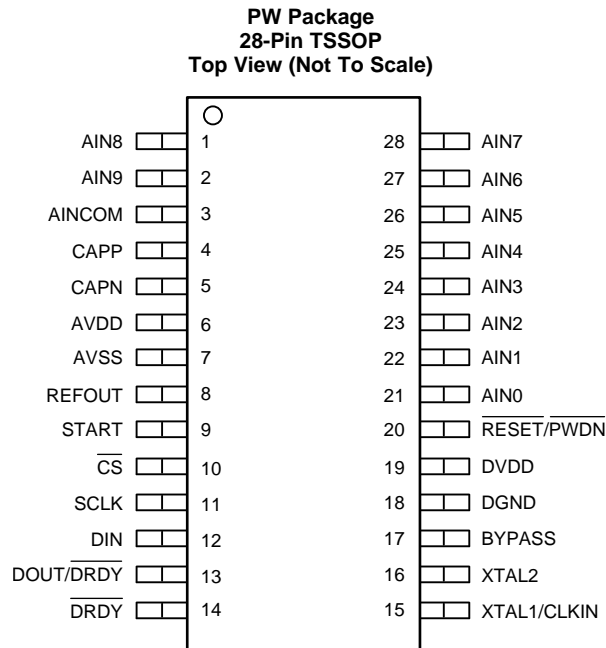 PW Package
28-Pin TSSOP
Top View (Not To Scale)
AIN8 1 28 AIN7
AIN9 2 27 AIN6
AINCOM 3 26 AIN5
CAPP 4 25 AIN4
CAPN 5 24 AIN3
AVDD 6 23 AIN2
AVSS 7 22 AIN1
REFOUT 8 21 AIN0
START 9 20 RESET/PWDN
CS 10 19 DVDD
SCLK 11 18 DGND
DIN 12 17 BYPASS
DOUT/DRDY 13 16 XTAL2
DRDY 14 15 XTAL1/CLKIN